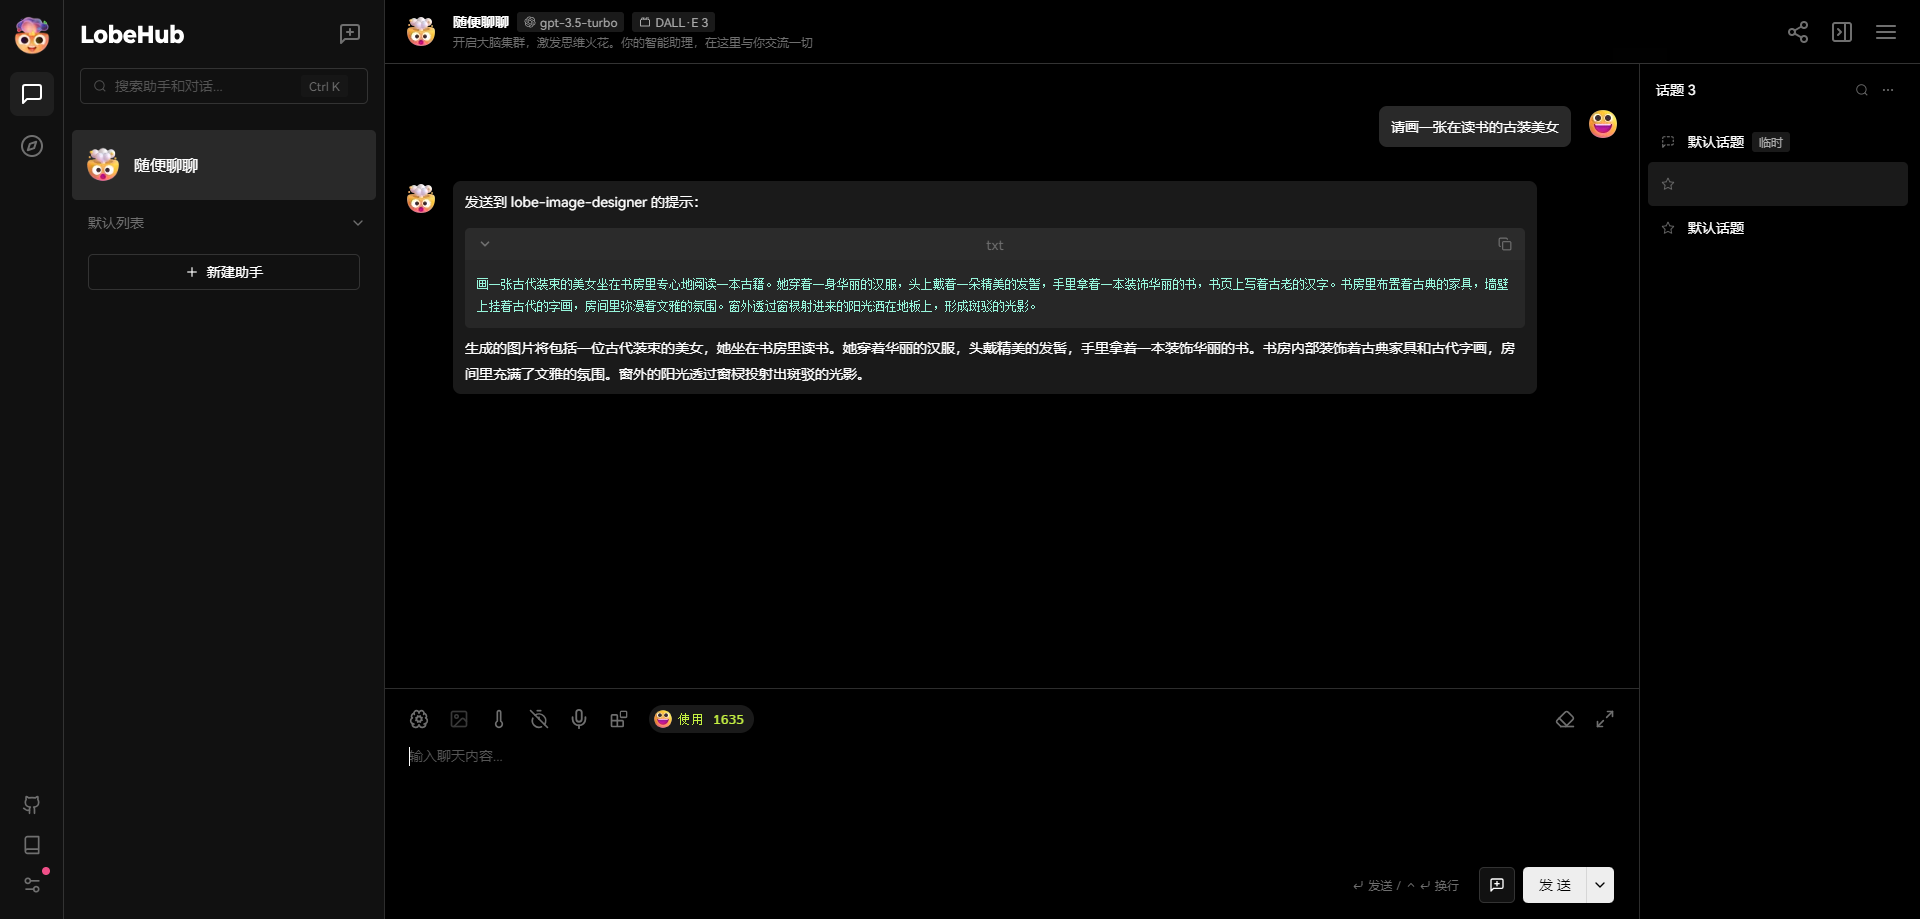 LobeHub
搜索助手和对话...
Ctrl K
随便聊聊
默认列表
新建助手
随便聊聊 gpt-3.5-turbo DALL·E 3
开启大脑集群，激发思维火花。你的智能助理，在这里与你交流一切
请画一张在读书的古装美女
发送到 lobe-image-designer 的提示：
txt
画一张古代装束的美女坐在书房里专心地阅读一本古籍。她穿着一身华丽的汉服，头上戴着一朵精美的发髻，手里拿着一本装饰华丽的书，书页上写着古老的汉字。书房里布置着古典的家具，墙壁
上挂着古代的字画，房间里弥漫着文雅的氛围。窗外透过窗棂射进来的阳光洒在地板上，形成斑驳的光影。
生成的图片将包括一位古代装束的美女，她坐在书房里读书。她穿着华丽的汉服，头戴精美的发髻，手里拿着一本装饰华丽的书。书房内部装饰着古典家具和古代字画，房
间里充满了文雅的氛围。窗外的阳光透过窗棂投射出斑驳的光影。
使用 1635
输入聊天内容...
↵ 发送 / ^ ↵ 换行
发 送
话题 3
默认话题 临时
默认话题